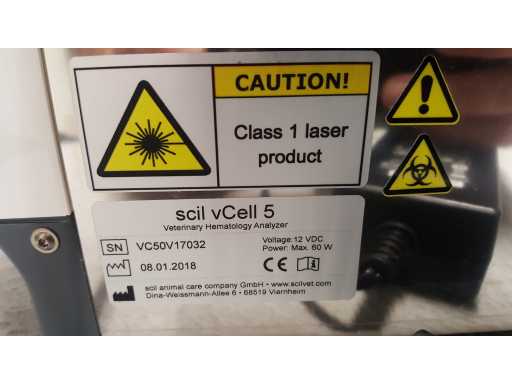 CAUTION!
Class 1 laser
product
scil vCell 5
Veterinary Hematology Analyzer
SN VC50V17032
Voltage:12 VDC
Power: Max. 60 W
08.01.2018
CE
scil animal care company GmbH • www.scilvet.com
Dina-Weissmann-Allee 6 • 68519 Viernheim